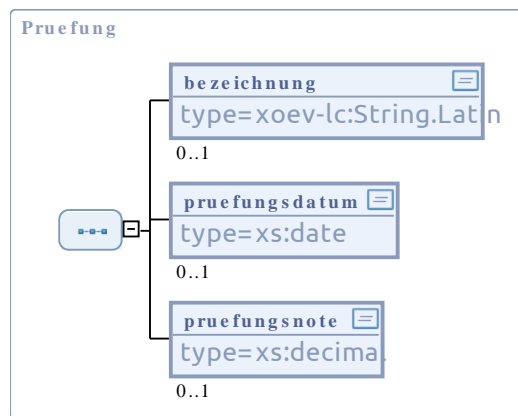 Pruefung
bezeichnung
type=xoev-lc:String.Latin
0..1
pruefungsdatum
type=xs:date
0..1
pruefungsnote
type=xs:decimal
0..1